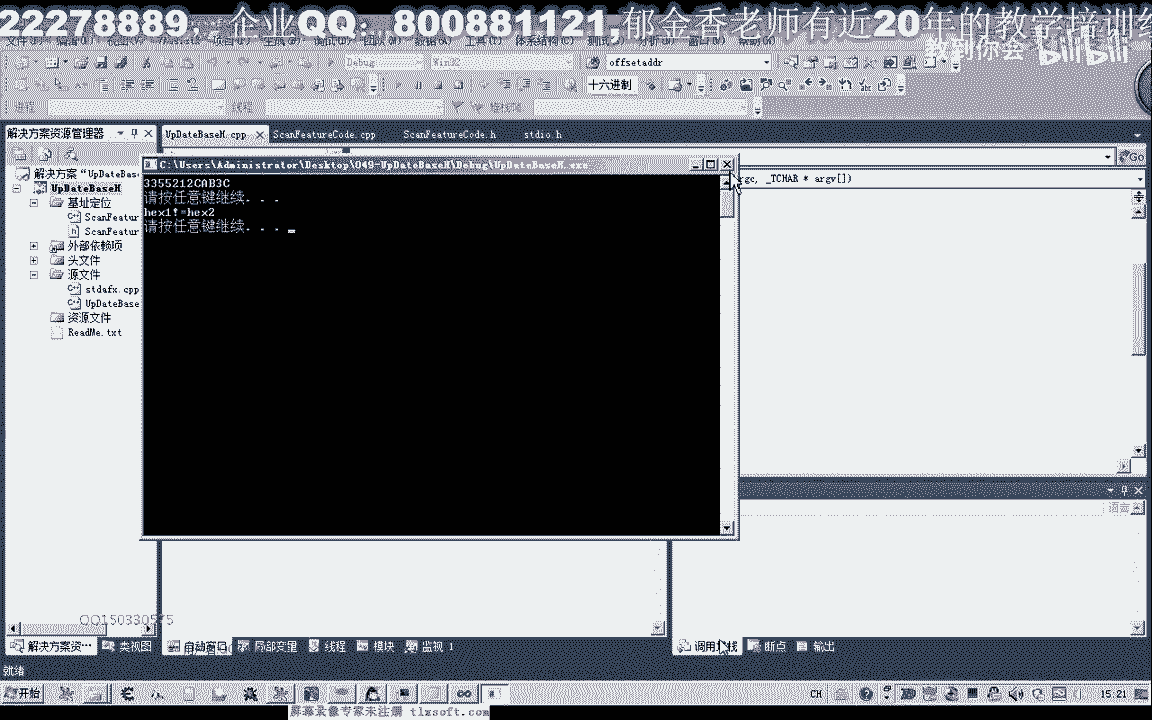 22278889，企业QQ：800881121,郁金香老师有近20年的教学培训经
教到你会 bilibili
Debug Win32 offsetaddr
十六进制
进程 线程
解决方案资源管理器 UpDateBaseH.cpp ScanFeatureCode.cpp ScanFeatureCode.h stdio.h
Go
C:\Users\Administrator\Desktop\049-UpDateBaseH\Debug\UpDateBaseH.exe
argc, _TCHAR * argv[])
3355212CAB3C
请按任意键继续. . .
hex1!=hex2
请按任意键继续. . .
解决方案“UpDateBas
UpDateBaseH
基址定位
ScanFeatur
ScanFeatur
外部依赖项
头文件
源文件
stdafx.cpp
UpDateBase
资源文件
ReadMe.txt
语言
QQ150330575
解决方案资... 类视图 自动窗口 局部变量 线程 模块 监视 1 调用堆栈 断点 输出
就绪
开始 CH 15:21
屏幕录像专家未注册 tlxsoft.com